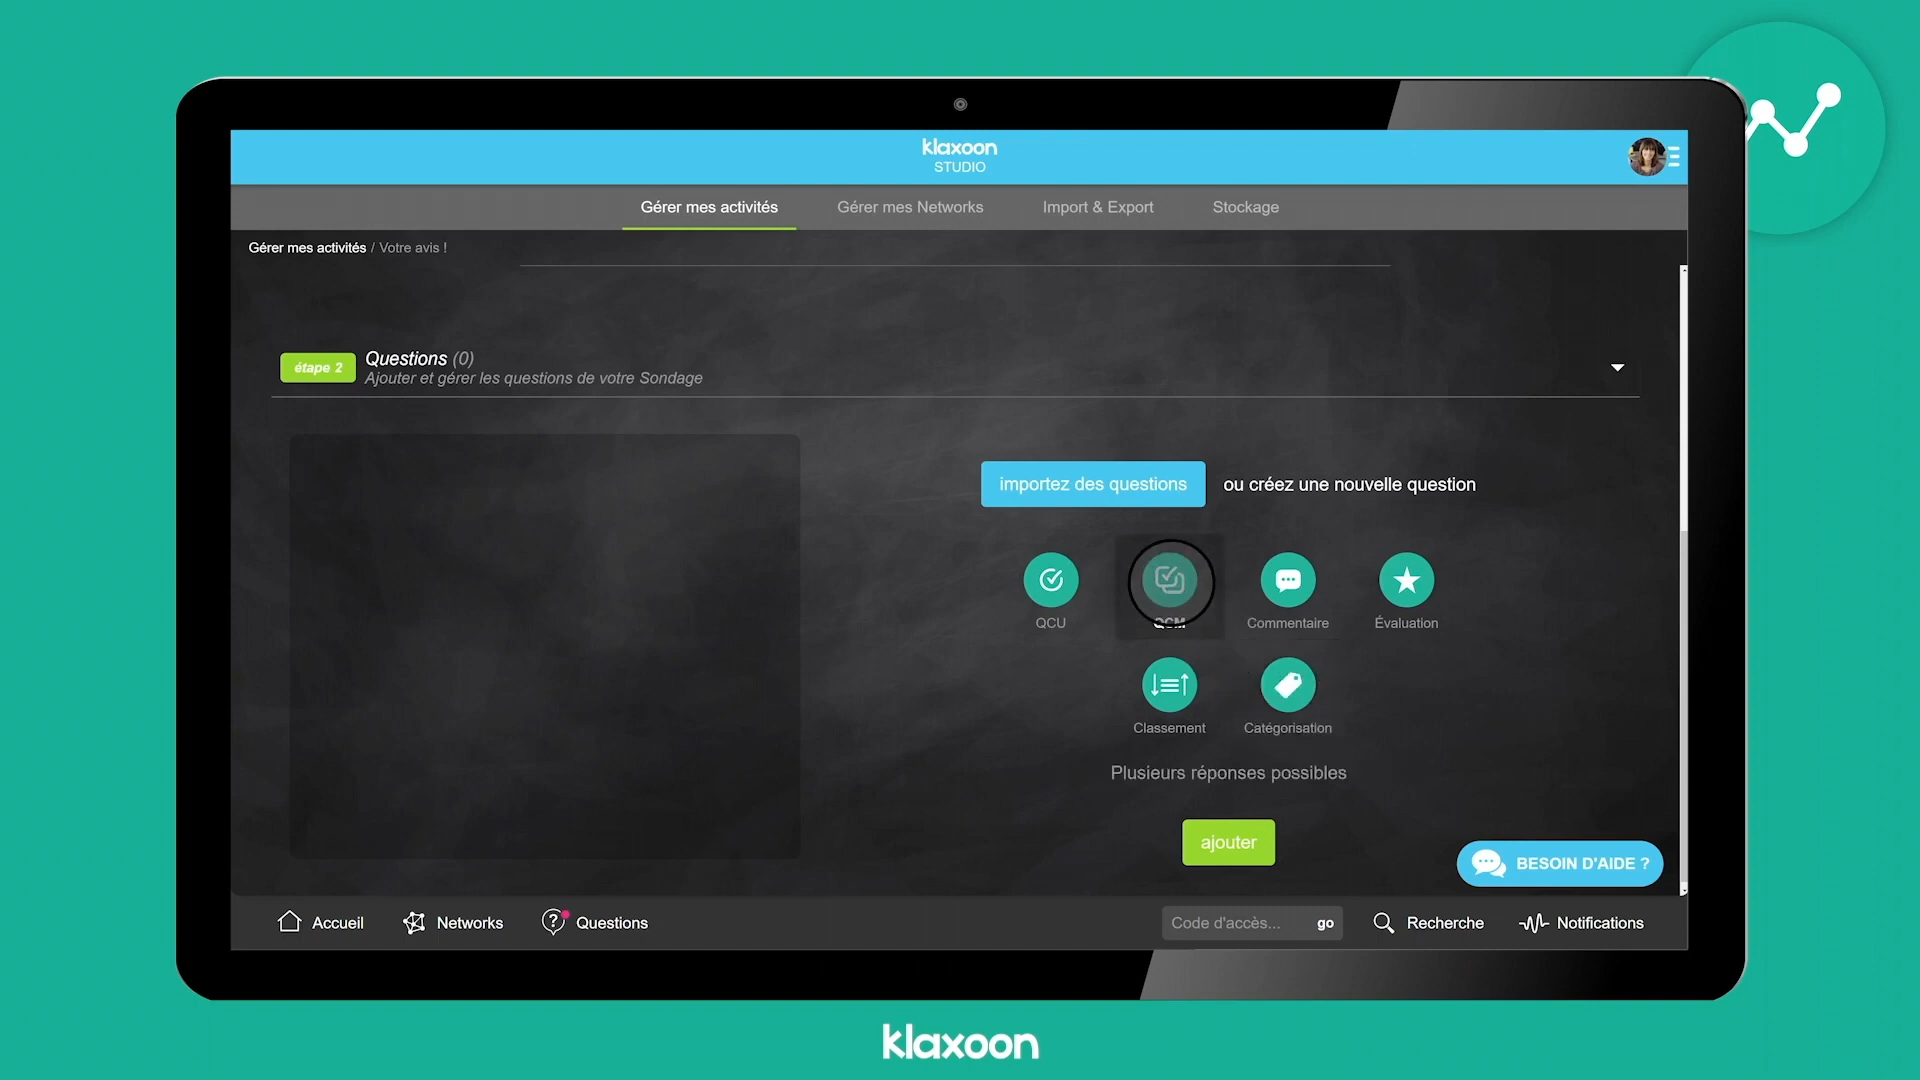 klaxoon
STUDIO
Gérer mes activités
Gérer mes Networks
Import & Export
Stockage
Gérer mes activités / Votre avis !
étape 2
Questions (0)
Ajouter et gérer les questions de votre Sondage
importez des questions
ou créez une nouvelle question
QCU
QCM
Commentaire
Évaluation
Classement
Catégorisation
Plusieurs réponses possibles
ajouter
BESOIN D'AIDE ?
Accueil
Networks
Questions
Code d'accès...
go
Recherche
Notifications
klaxoon